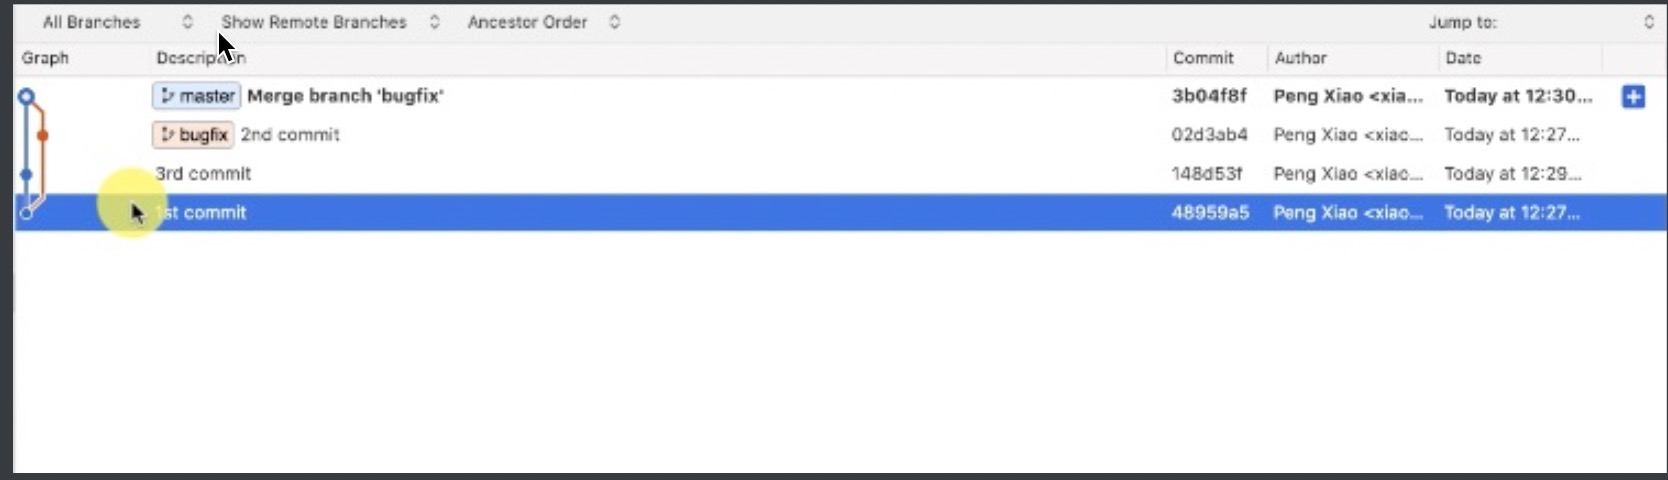 All Branches Show Remote Branches Ancestor Order Jump to:
Graph Description Commit Author Date
master Merge branch 'bugfix' 3b04f8f Peng Xiao <xia... Today at 12:30...
bugfix 2nd commit 02d3ab4 Peng Xiao <xiao... Today at 12:27...
3rd commit 148d53f Peng Xiao <xiao... Today at 12:29...
1st commit 48959a5 Peng Xiao <xiao... Today at 12:27...